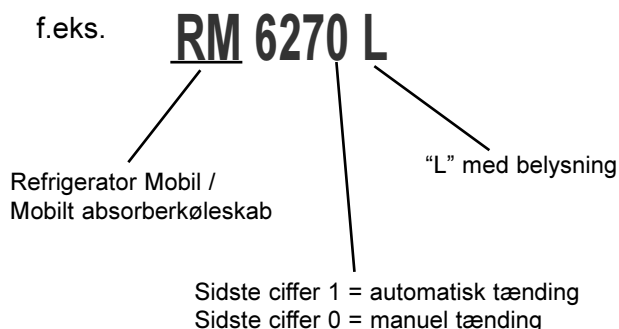 f.eks. RM 6270 L
Refrigerator Mobil /
Mobilt absorberkøleskab
“L” med belysning
Sidste ciffer 1 = automatisk tænding
Sidste ciffer 0 = manuel tænding